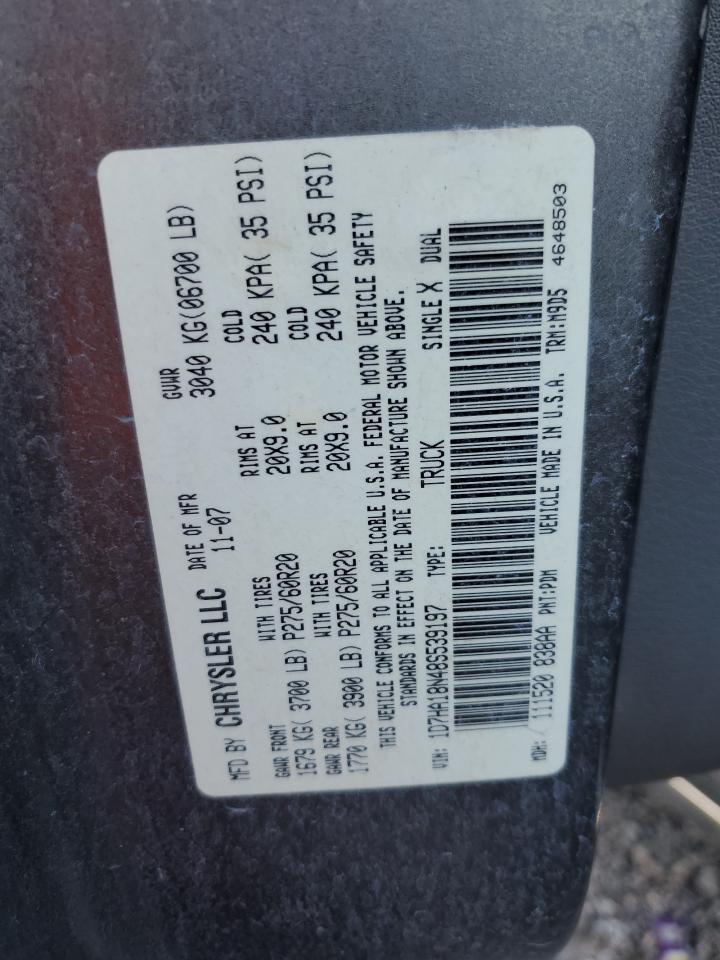 MFD BY CHRYSLER LLC DATE OF MFR 11-07 GVWR 3040 KG(06700 LB)
GAWR FRONT WITH TIRES RIMS AT COLD
1679 KG( 3700 LB) P275/60R20 20X9.0 240 KPA( 35 PSI)
GAWR REAR WITH TIRES RIMS AT COLD
1770 KG( 3900 LB) P275/60R20 20X9.0 240 KPA( 35 PSI)
THIS VEHICLE CONFORMS TO ALL APPLICABLE U.S.A. FEDERAL MOTOR VEHICLE SAFETY
STANDARDS IN EFFECT ON THE DATE OF MANUFACTURE SHOWN ABOVE.
VIN: 1D7HA18N48S539197 TYPE: TRUCK SINGLE X DUAL
MDH: 111520 838AA PNT:PDM VEHICLE MADE IN U.S.A. TRM:M9D5 4648503